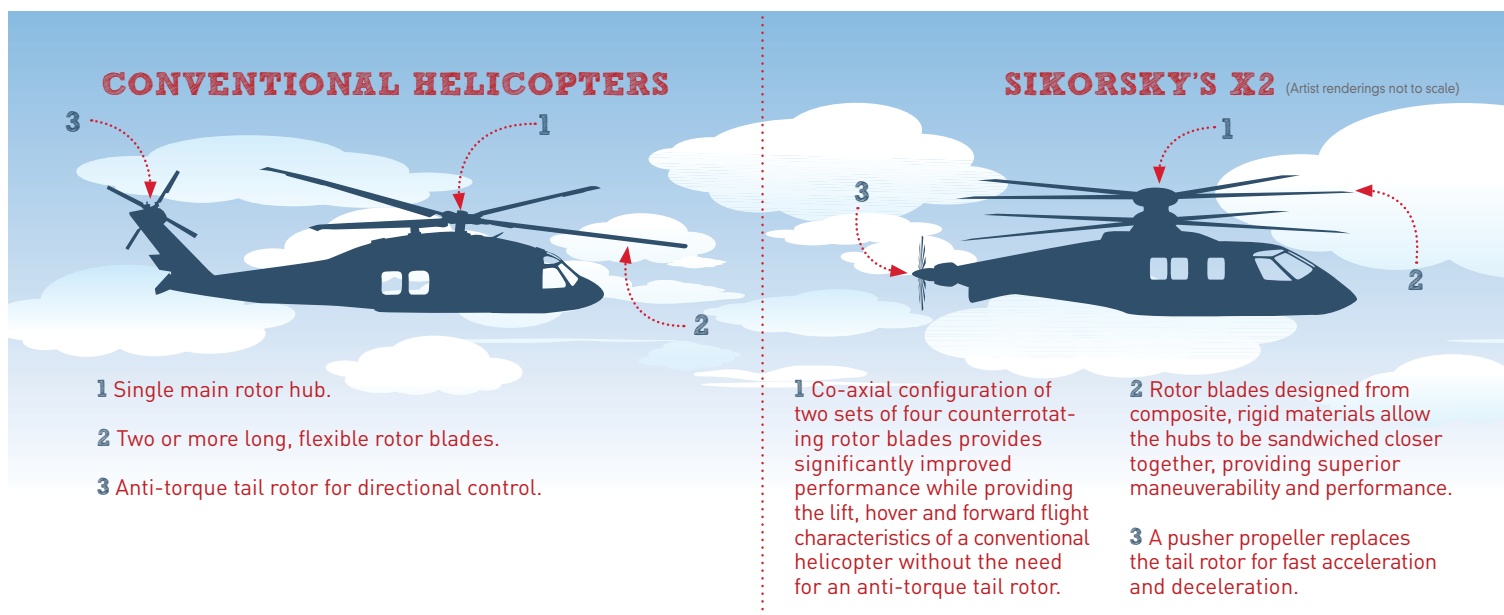 CONVENTIONAL HELICOPTERS
3
1
2
1 Single main rotor hub.
2 Two or more long, flexible rotor blades.
3 Anti-torque tail rotor for directional control.
SIKORSKY'S X2 (Artist renderings not to scale)
1
3
2
1 Co-axial configuration of
two sets of four counterrotat-
ing rotor blades provides
significantly improved
performance while providing
the lift, hover and forward flight
characteristics of a conventional
helicopter without the need
for an anti-torque tail rotor.
2 Rotor blades designed from
composite, rigid materials allow
the hubs to be sandwiched closer
together, providing superior
maneuverability and performance.
3 A pusher propeller replaces
the tail rotor for fast acceleration
and deceleration.